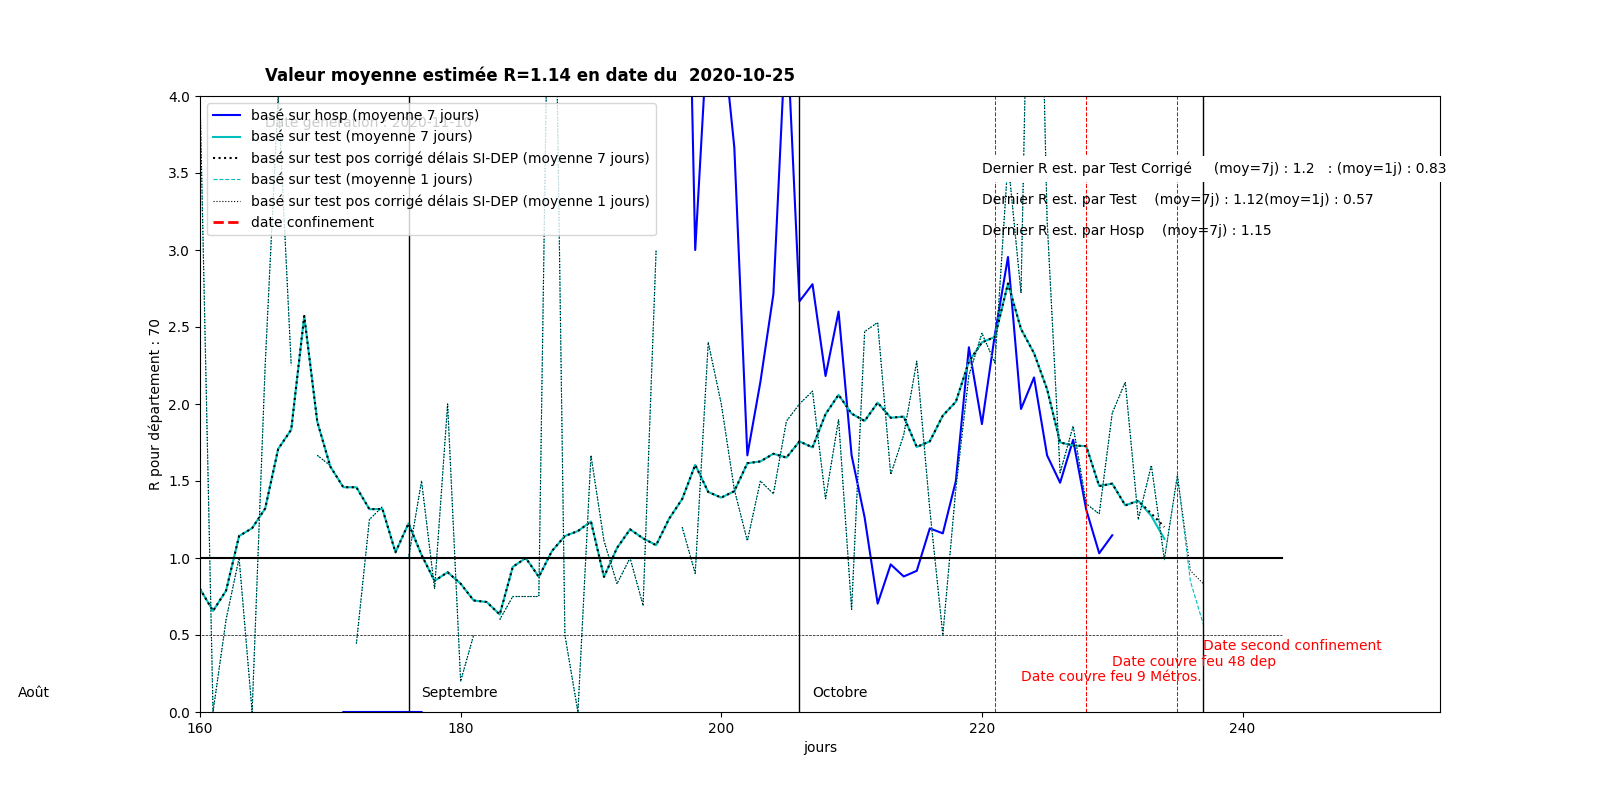 Valeur moyenne estimée R=1.14 en date du  2020-10-25
Date génération : 2020-11-10
basé sur hosp (moyenne 7 jours)
basé sur test (moyenne 7 jours)
basé sur test pos corrigé délais SI-DEP (moyenne 7 jours)
basé sur test (moyenne 1 jours)
basé sur test pos corrigé délais SI-DEP (moyenne 1 jours)
date confinement
Dernier R est. par Test Corrigé     (moy=7j) : 1.2   : (moy=1j) : 0.83
Dernier R est. par Test    (moy=7j) : 1.12(moy=1j) : 0.57
Dernier R est. par Hosp    (moy=7j) : 1.15
4.0
3.5
3.0
2.5
2.0
1.5
1.0
0.5
0.0
R pour département : 70
Date second confinement
Date couvre feu 48 dep
Date couvre feu 9 Métros.
Août
Septembre
Octobre
160
180
200
220
240
jours